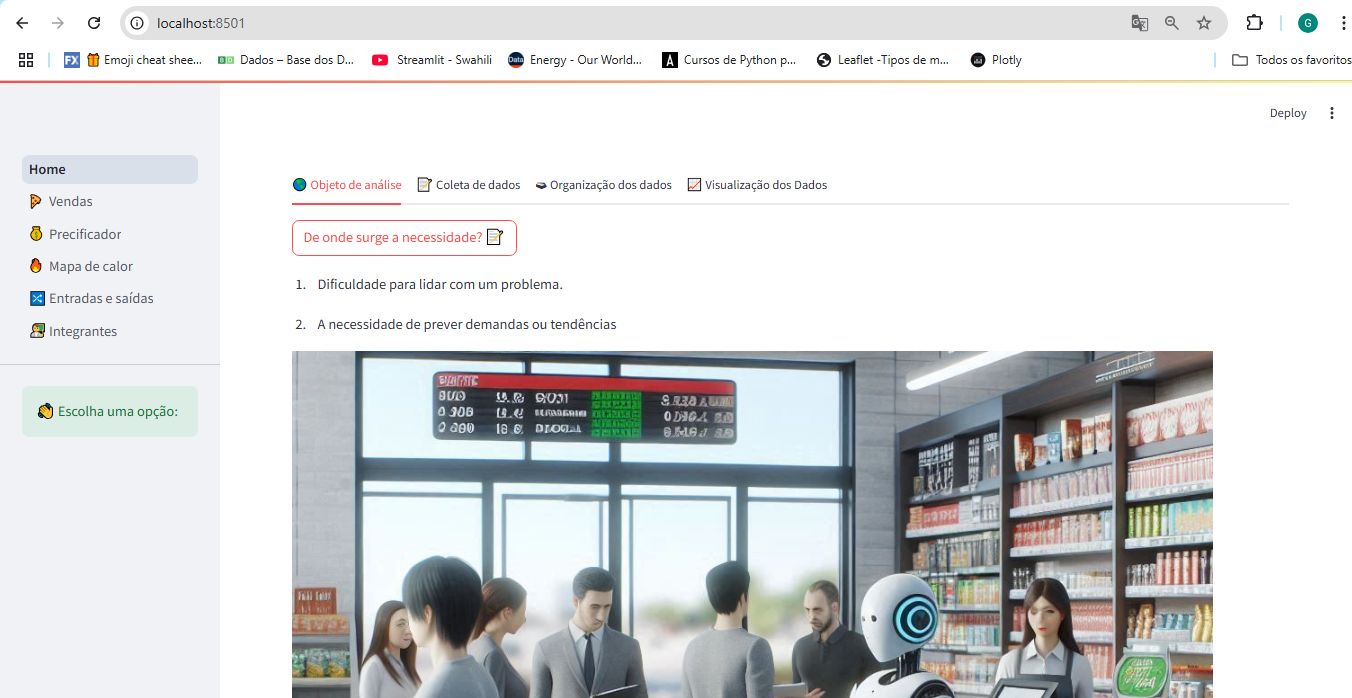 localhost:8501
G
FX
Emoji cheat shee...
Dados – Base dos D...
Streamlit - Swahili
Data
Energy - Our World...
A
Cursos de Python p...
Leaflet -Tipos de m...
Plotly
Todos os favoritos
Deploy
Home
Vendas
Precificador
Mapa de calor
Entradas e saídas
Integrantes
Escolha uma opção:
Objeto de análise
Coleta de dados
Organização dos dados
Visualização dos Dados
De onde surge a necessidade?
1. Dificuldade para lidar com um problema.
2. A necessidade de prever demandas ou tendências